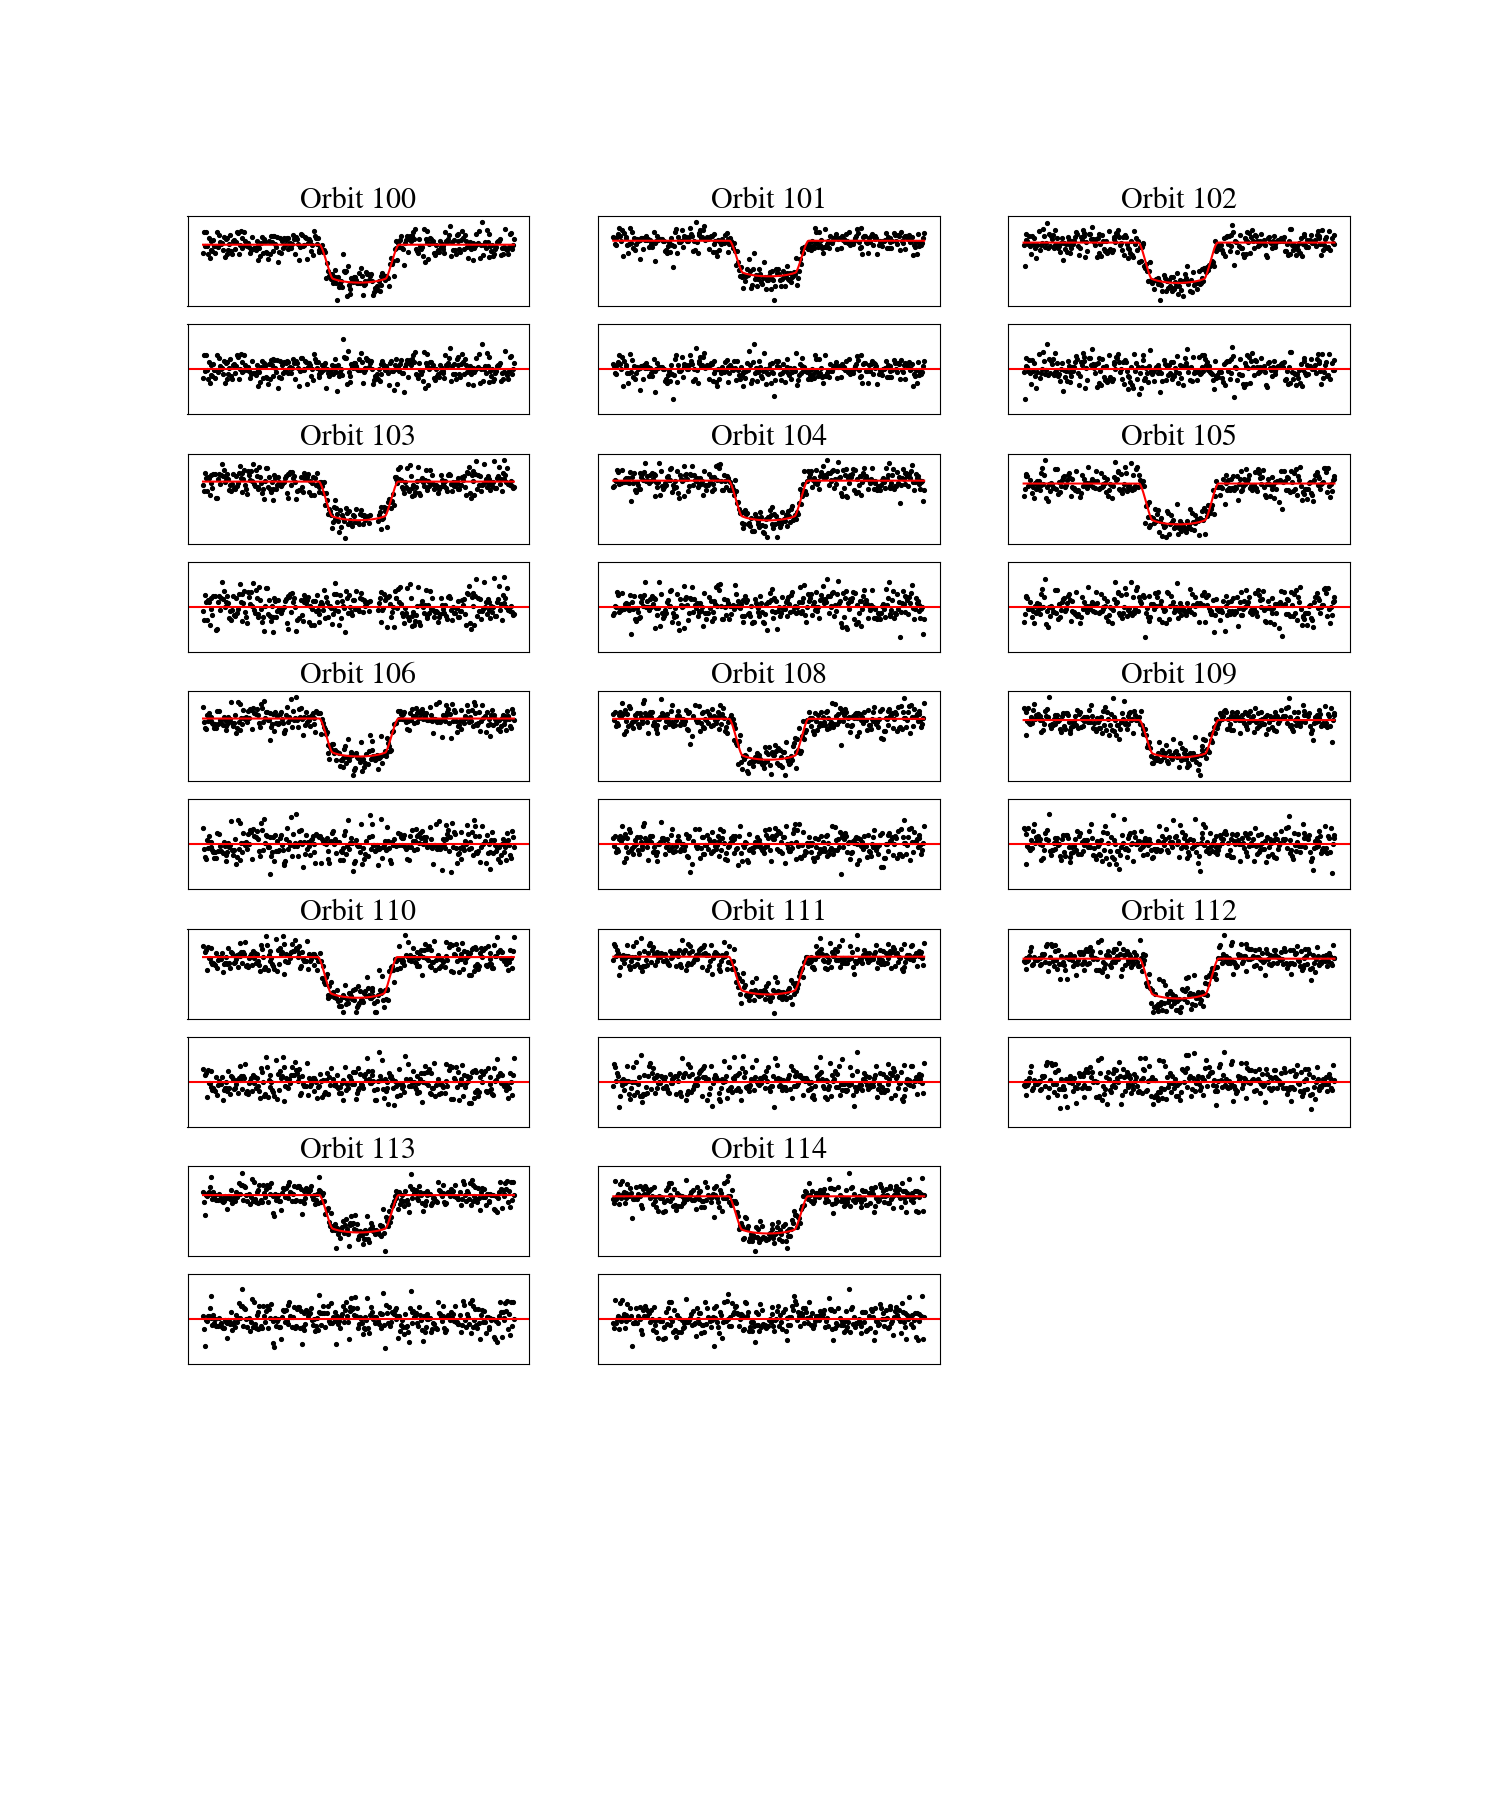 Orbit 100
Orbit 101
Orbit 102
Orbit 103
Orbit 104
Orbit 105
Orbit 106
Orbit 108
Orbit 109
Orbit 110
Orbit 111
Orbit 112
Orbit 113
Orbit 114